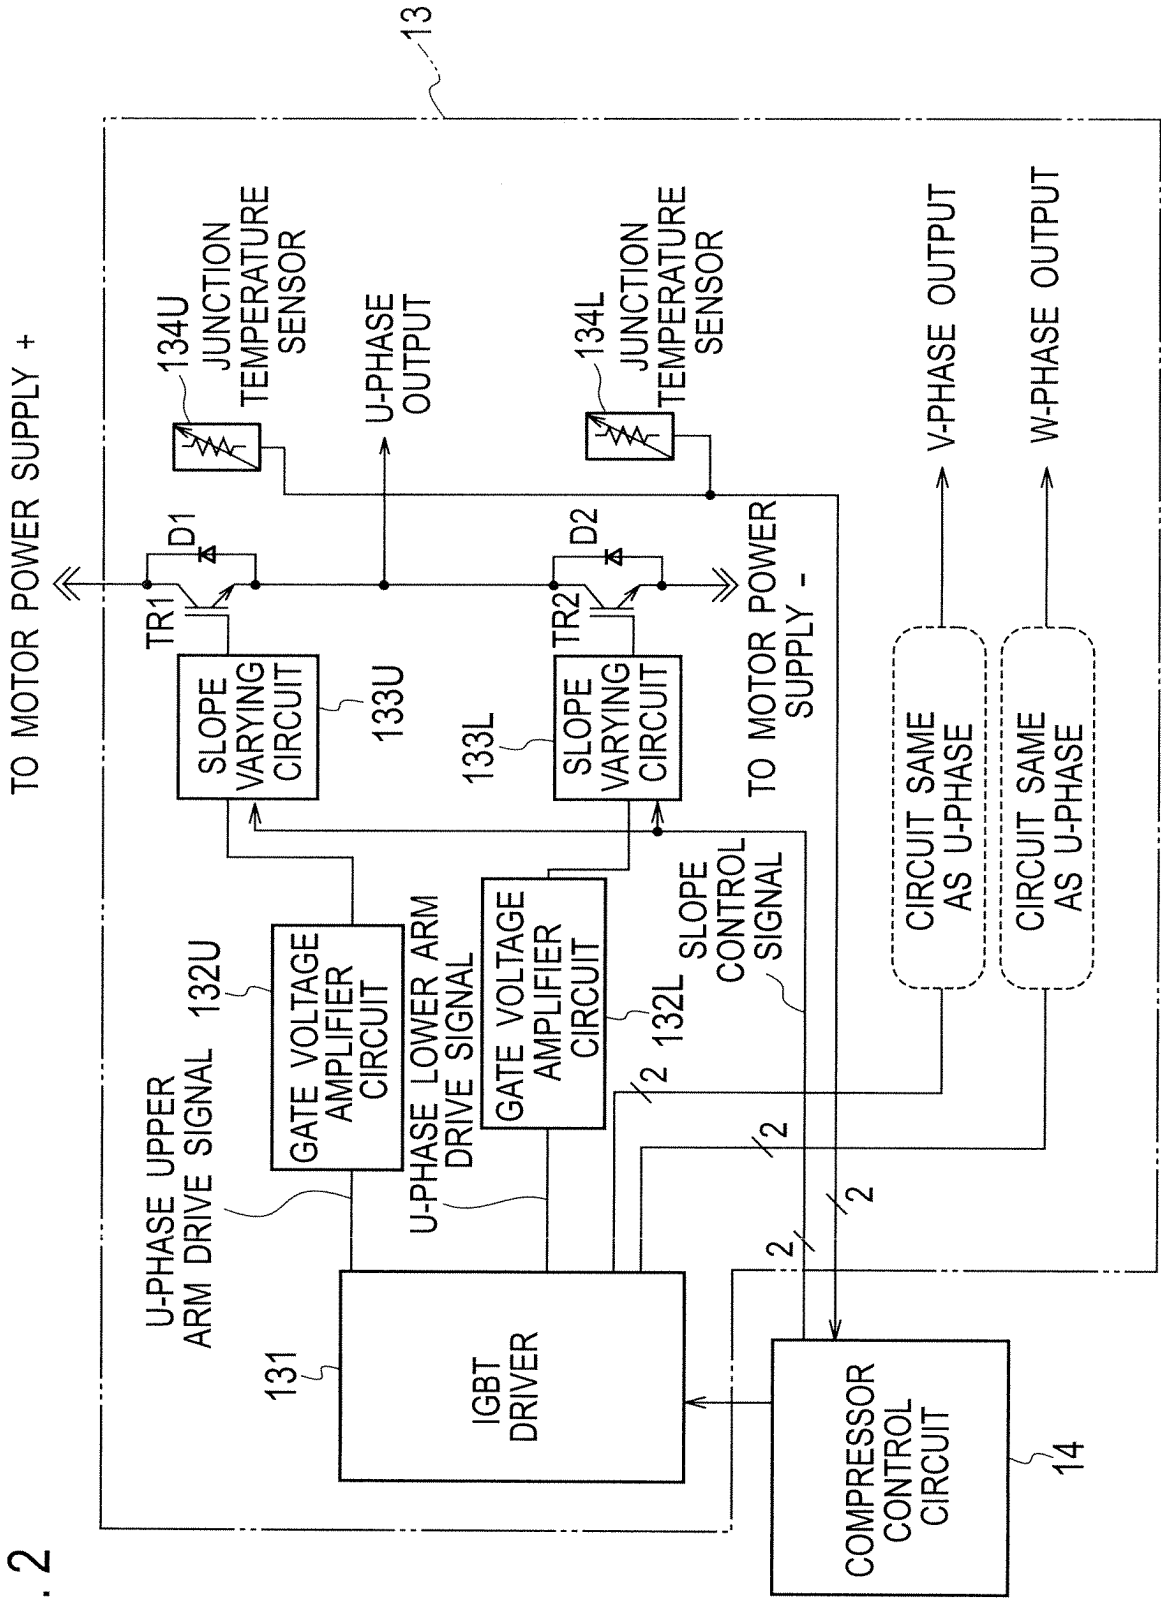 . 2
TO MOTOR POWER SUPPLY +
13
134U
JUNCTION
TEMPERATURE
SENSOR
D1
TR1
SLOPE
VARYING
CIRCUIT
133U
U-PHASE
OUTPUT
132U
GATE VOLTAGE
AMPLIFIER
CIRCUIT
U-PHASE UPPER
ARM DRIVE SIGNAL
131
IGBT
DRIVER
U-PHASE LOWER ARM
DRIVE SIGNAL
GATE VOLTAGE
AMPLIFIER
CIRCUIT
132L
133L
SLOPE
VARYING
CIRCUIT
TR2
D2
134L
JUNCTION
TEMPERATURE
SENSOR
TO MOTOR POWER
SUPPLY -
SLOPE
CONTROL
SIGNAL
2
2
2
2
CIRCUIT SAME
AS U-PHASE
V-PHASE OUTPUT
CIRCUIT SAME
AS U-PHASE
W-PHASE OUTPUT
COMPRESSOR
CONTROL
CIRCUIT
14